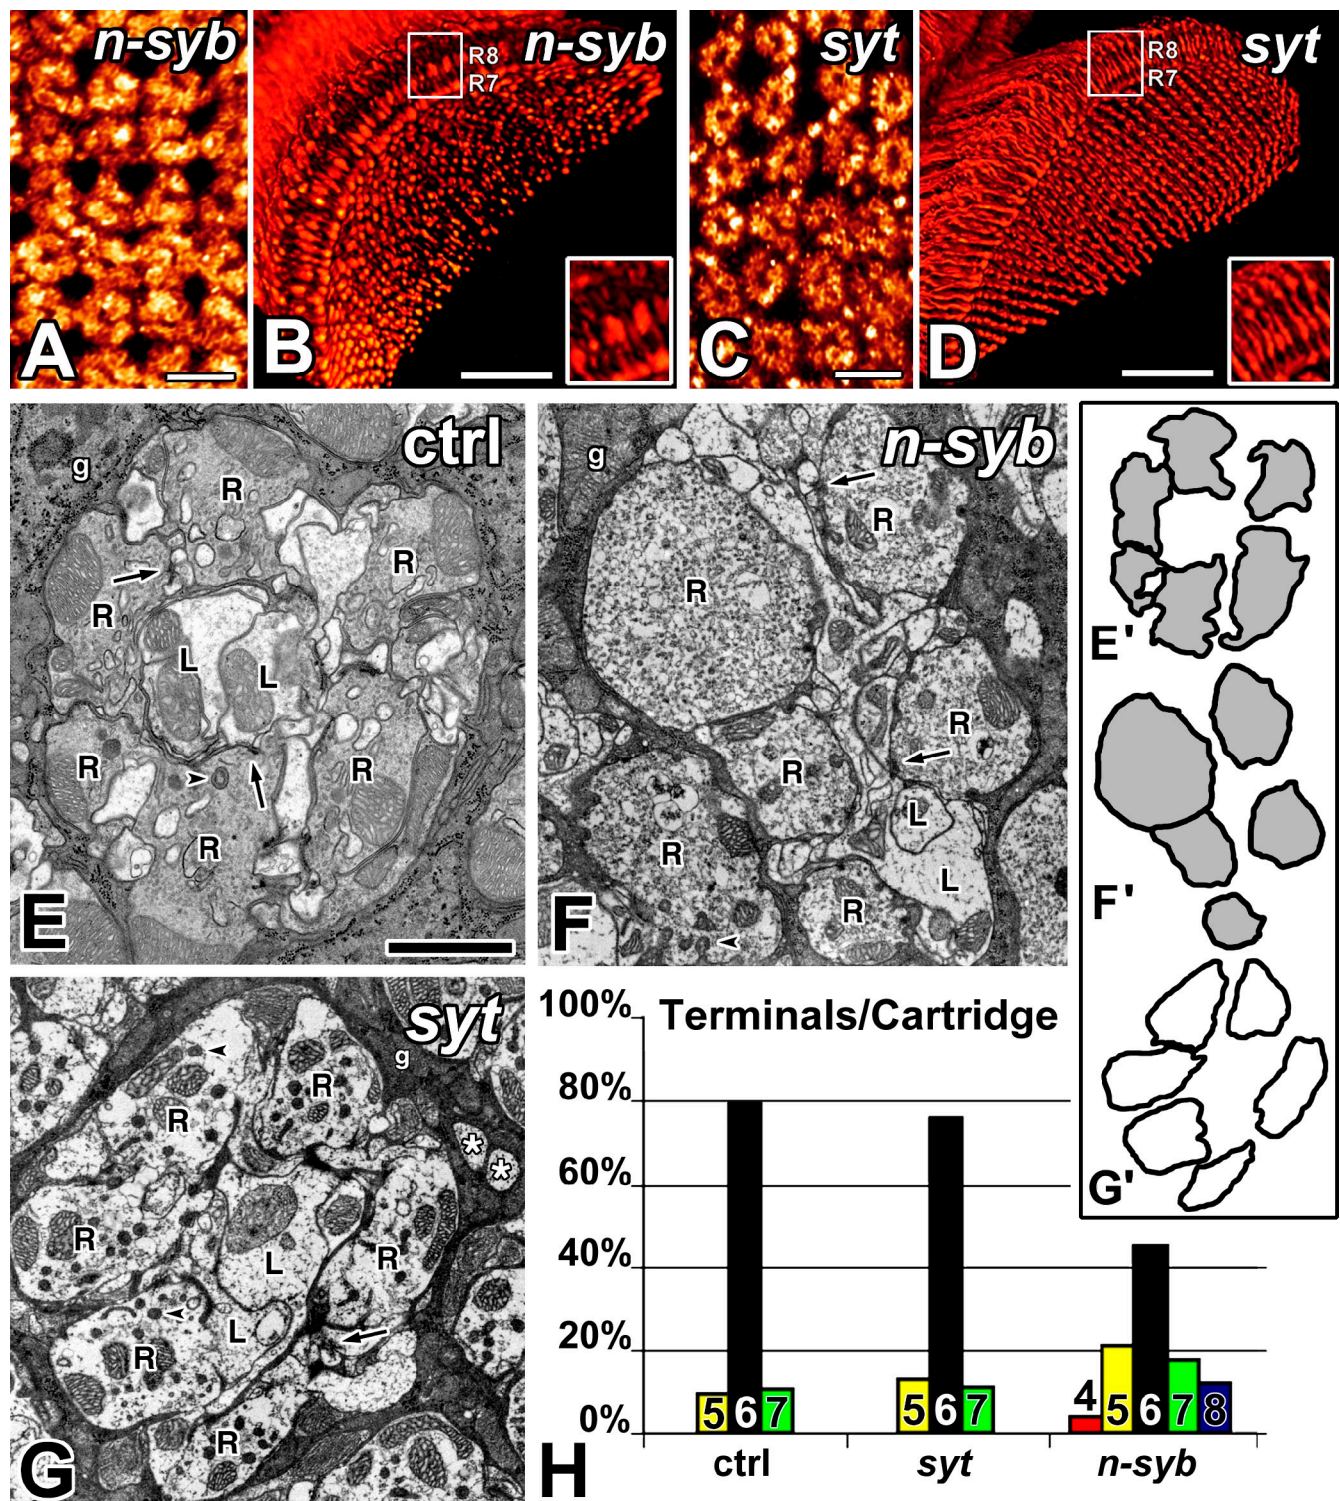 n-syb
A
n-syb
R8
R7
B
syt
C
syt
R8
R7
D
ctrl
g
R
R
R
L
L
R
R
R
E
n-syb
g
R
R
R
R
L
R
L
R
F
E'
F'
G'
syt
g
R
R
*
*
R
R
L
L
R
R
G
Terminals/Cartridge
100%
80%
60%
40%
20%
0%
5 6 7
5 6 7
4 5 6 7 8
ctrl syt n-syb
H